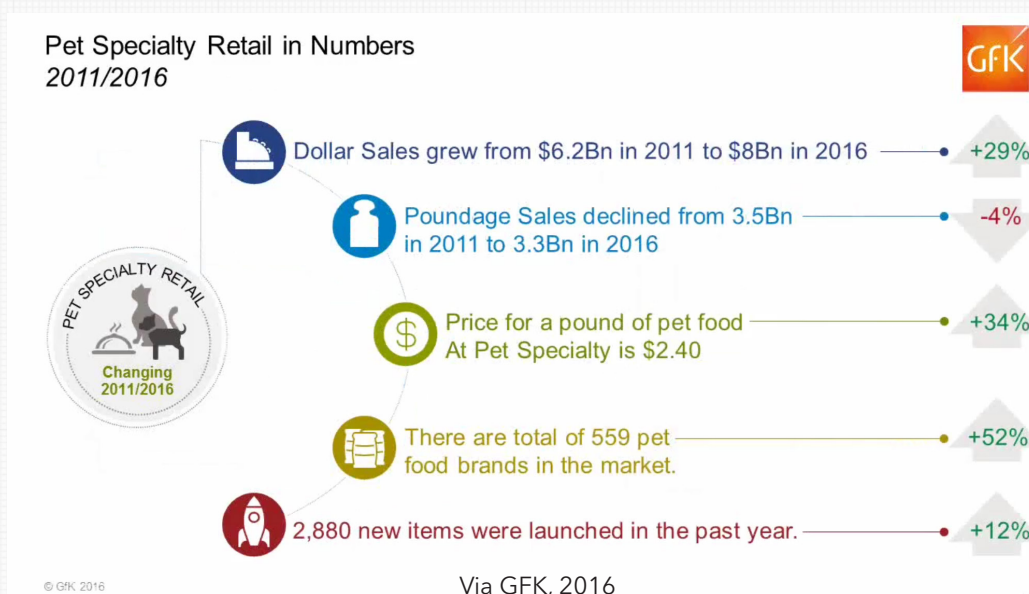 Pet Specialty Retail in Numbers
2011/2016
GfK
Dollar Sales grew from $6.2Bn in 2011 to $8Bn in 2016
+29%
Poundage Sales declined from 3.5Bn
in 2011 to 3.3Bn in 2016
-4%
PET SPECIALTY RETAIL
Changing
2011/2016
$
Price for a pound of pet food
At Pet Specialty is $2.40
+34%
There are total of 559 pet
food brands in the market.
+52%
2,880 new items were launched in the past year.
+12%
© GfK 2016
Via GFK, 2016